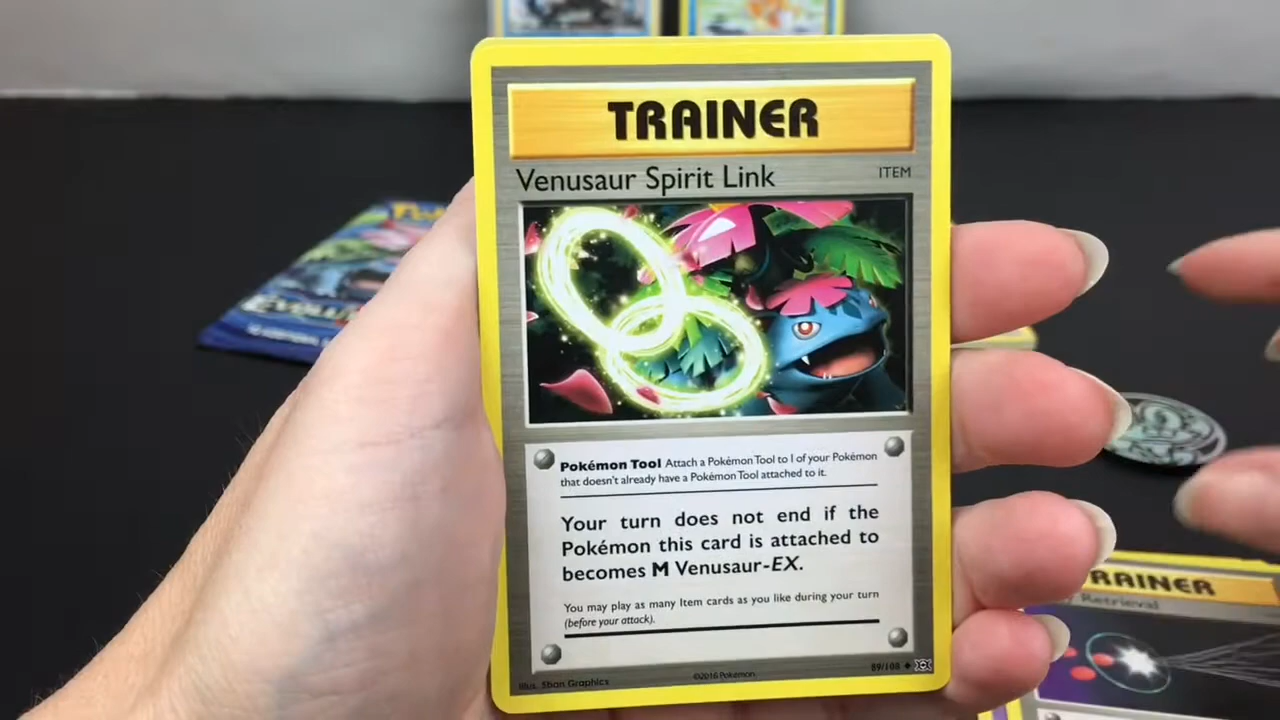 TRAINER
Venusaur Spirit Link
ITEM
Pokémon Tool Attach a Pokémon Tool to 1 of your Pokémon
that doesn't already have a Pokémon Tool attached to it.
Your turn does not end if the
Pokémon this card is attached to
becomes M Venusaur-EX.
You may play as many Item cards as you like during your turn
(before your attack).
Illus. 5ban Graphics
©2016 Pokémon
89/108
RAINER
Retrieval